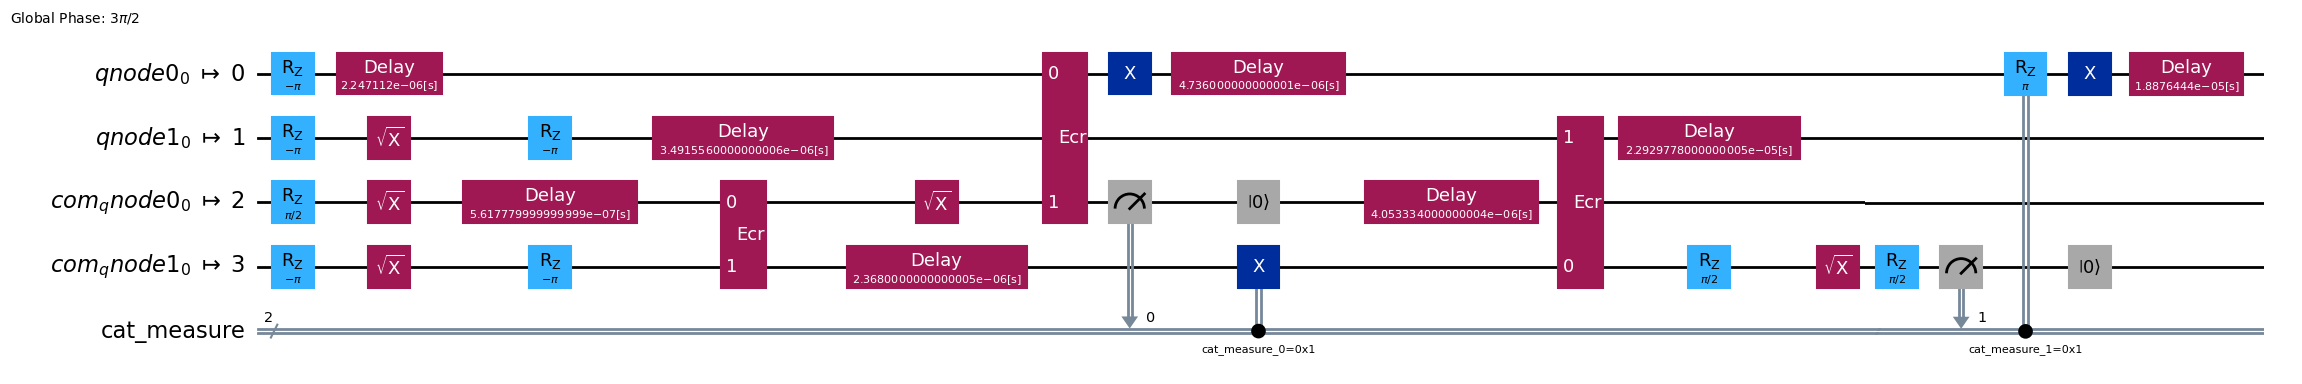 Global Phase: 3π/2
qnode0₀ ↦ 0 R_Z −π Delay 2.247112e−06[s] 0 X Delay 4.736000000000001e−06[s] R_Z π X Delay 1.8876444e−05[s]
qnode1₀ ↦ 1 R_Z −π √X R_Z −π Delay 3.4915560000000006e−06[s] Ecr 1 Delay 2.2929778000000005e−05[s]
com_qnode0₀ ↦ 2 R_Z π/2 √X Delay 5.617779999999999e−07[s] 0 √X 1 |0⟩ Delay 4.053334000000004e−06[s] Ecr
Ecr
com_qnode1₀ ↦ 3 R_Z −π √X R_Z −π 1 Delay 2.3680000000000005e−06[s] X 0 R_Z π/2 √X R_Z π/2 |0⟩
cat_measure 2 0 1
cat_measure_0=0x1 cat_measure_1=0x1